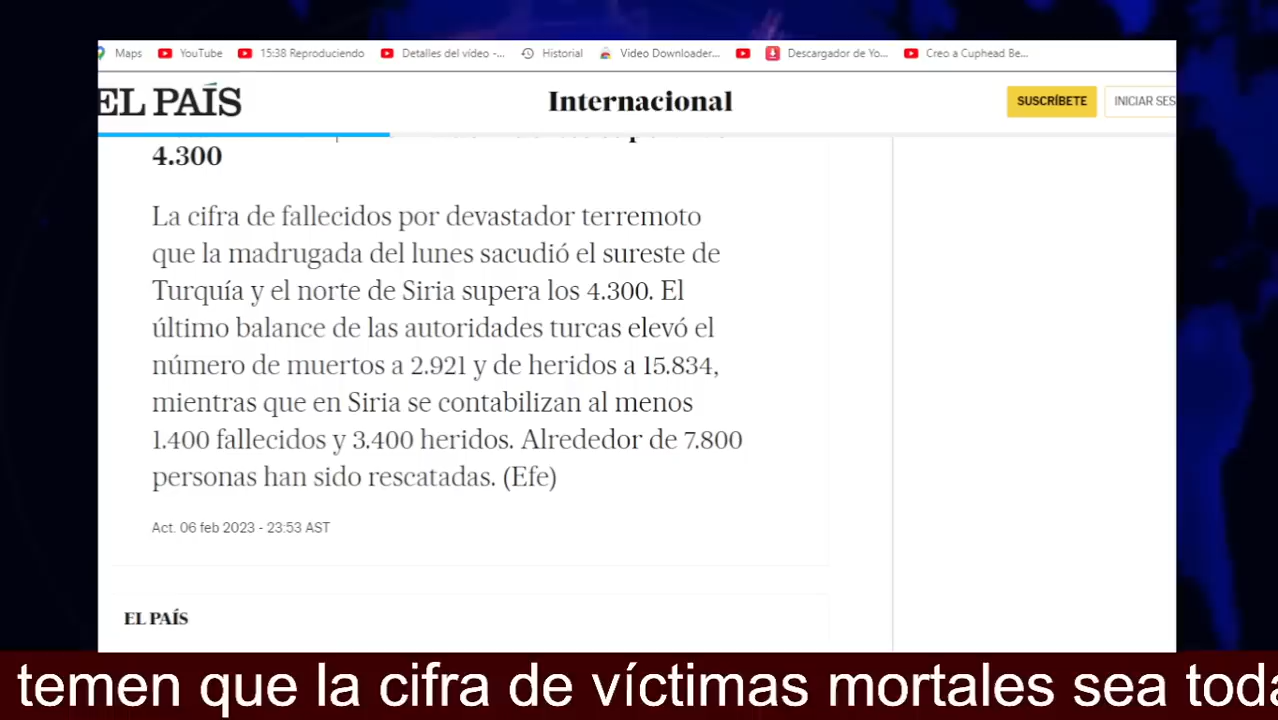 Maps YouTube 15:38 Reproduciendo Detalles del vídeo -... Historial Video Downloader... Descargador de Yo... Creo a Cuphead Be...
EL PAÍS Internacional SUSCRÍBETE INICIAR SES
4.300
La cifra de fallecidos por devastador terremoto
que la madrugada del lunes sacudió el sureste de
Turquía y el norte de Siria supera los 4.300. El
último balance de las autoridades turcas elevó el
número de muertos a 2.921 y de heridos a 15.834,
mientras que en Siria se contabilizan al menos
1.400 fallecidos y 3.400 heridos. Alrededor de 7.800
personas han sido rescatadas. (Efe)
Act. 06 feb 2023 - 23:53 AST
EL PAÍS
temen que la cifra de víctimas mortales sea toda